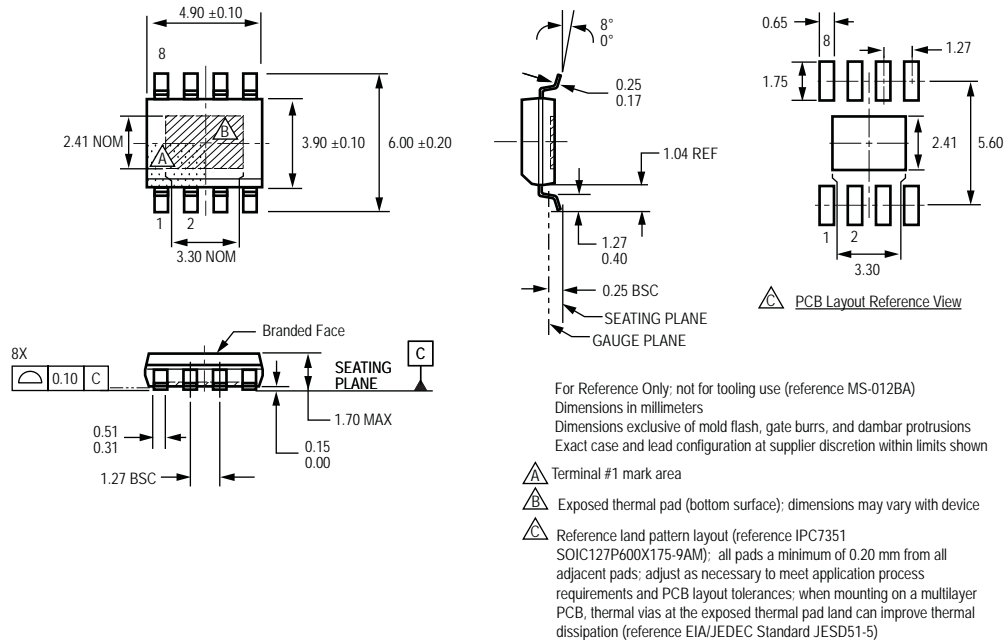 4.90 ±0.10
8
2.41 NOM
B
A
3.90 ±0.10
6.00 ±0.20
1 2
3.30 NOM
8°
0°
0.25
0.17
1.04 REF
1.27
0.40
0.25 BSC
SEATING PLANE
GAUGE PLANE
0.65
8
1.27
1.75
2.41
5.60
1 2
3.30
C PCB Layout Reference View
Branded Face
8X
0.10 C
SEATING
PLANE
C
1.70 MAX
0.51
0.31
0.15
0.00
1.27 BSC
For Reference Only; not for tooling use (reference MS-012BA)
Dimensions in millimeters
Dimensions exclusive of mold flash, gate burrs, and dambar protrusions
Exact case and lead configuration at supplier discretion within limits shown
A Terminal #1 mark area
B Exposed thermal pad (bottom surface); dimensions may vary with device
C Reference land pattern layout (reference IPC7351
SOIC127P600X175-9AM); all pads a minimum of 0.20 mm from all
adjacent pads; adjust as necessary to meet application process
requirements and PCB layout tolerances; when mounting on a multilayer
PCB, thermal vias at the exposed thermal pad land can improve thermal
dissipation (reference EIA/JEDEC Standard JESD51-5)